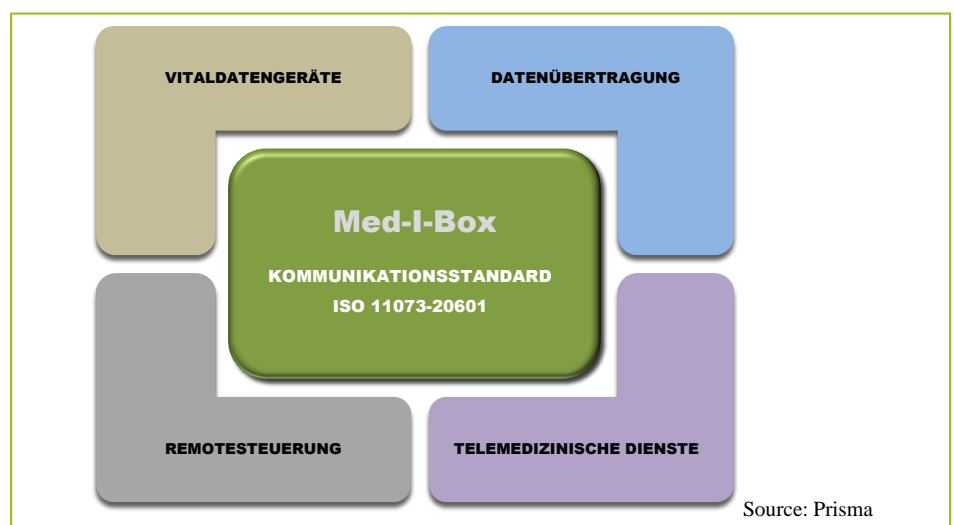 VITALDATENGERÄTE
DATENÜBERTRAGUNG
Med-I-Box
KOMMUNIKATIONSSTANDARD
ISO 11073-20601
REMOTESTEUERUNG
TELEMEDIZINISCHE DIENSTE
Source: Prisma